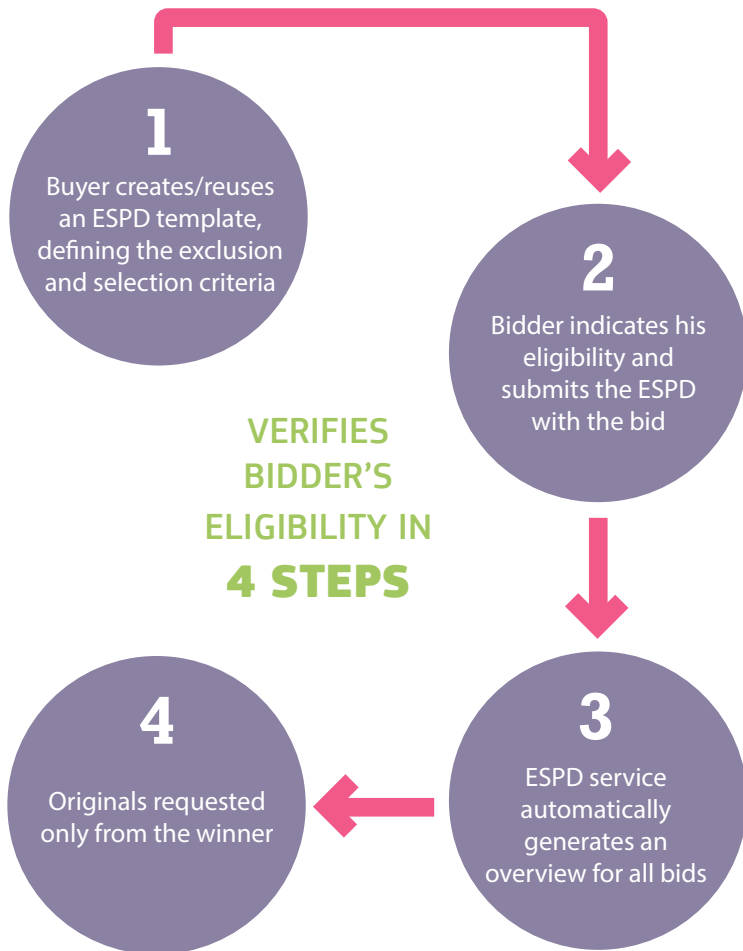 1
Buyer creates/reuses
an ESPD template,
defining the exclusion
and selection criteria
2
Bidder indicates his
eligibility and
submits the ESPD
with the bid
VERIFIES
BIDDER'S
ELIGIBILITY IN
4 STEPS
3
ESPD service
automatically
generates an
overview for all bids
4
Originals requested
only from the winner